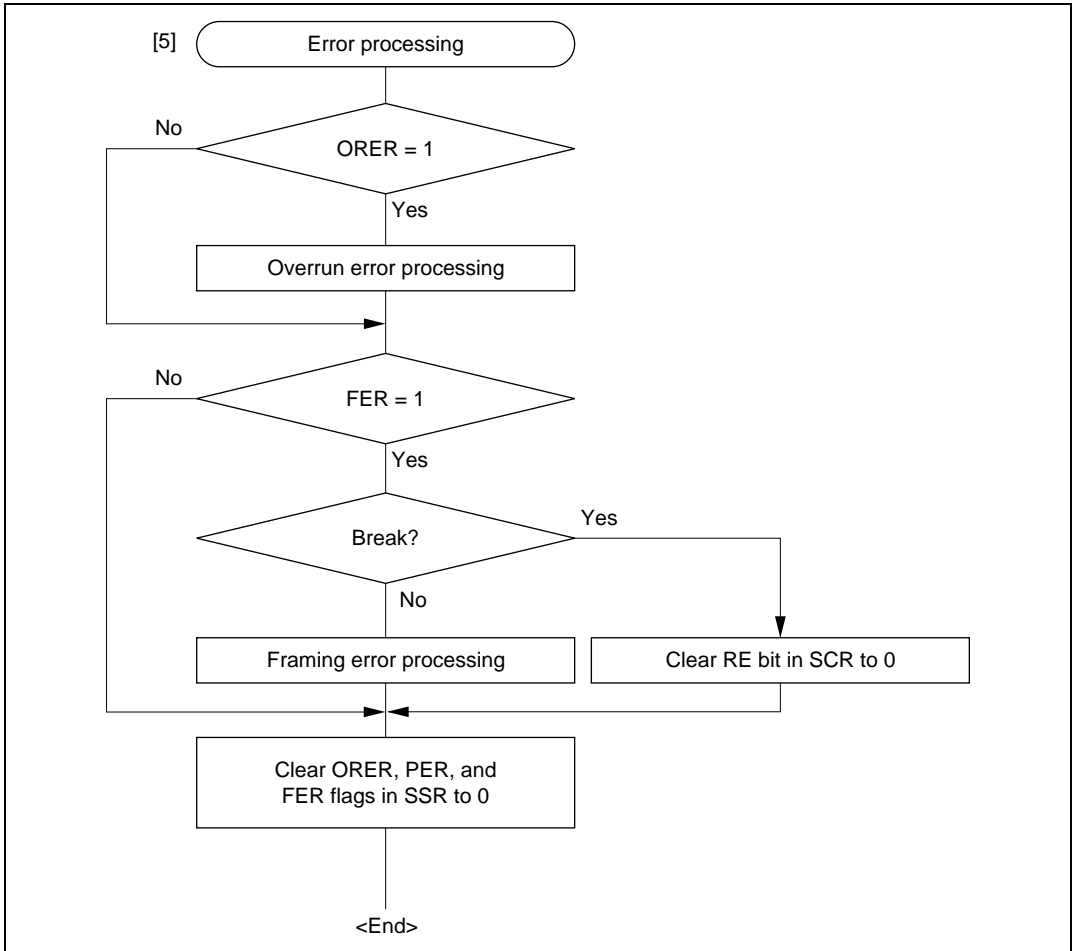 [5]
Error processing
No
ORER = 1
Yes
Overrun error processing
No
FER = 1
Yes
Break?
Yes
No
Framing error processing
Clear RE bit in SCR to 0
Clear ORER, PER, and
FER flags in SSR to 0
<End>